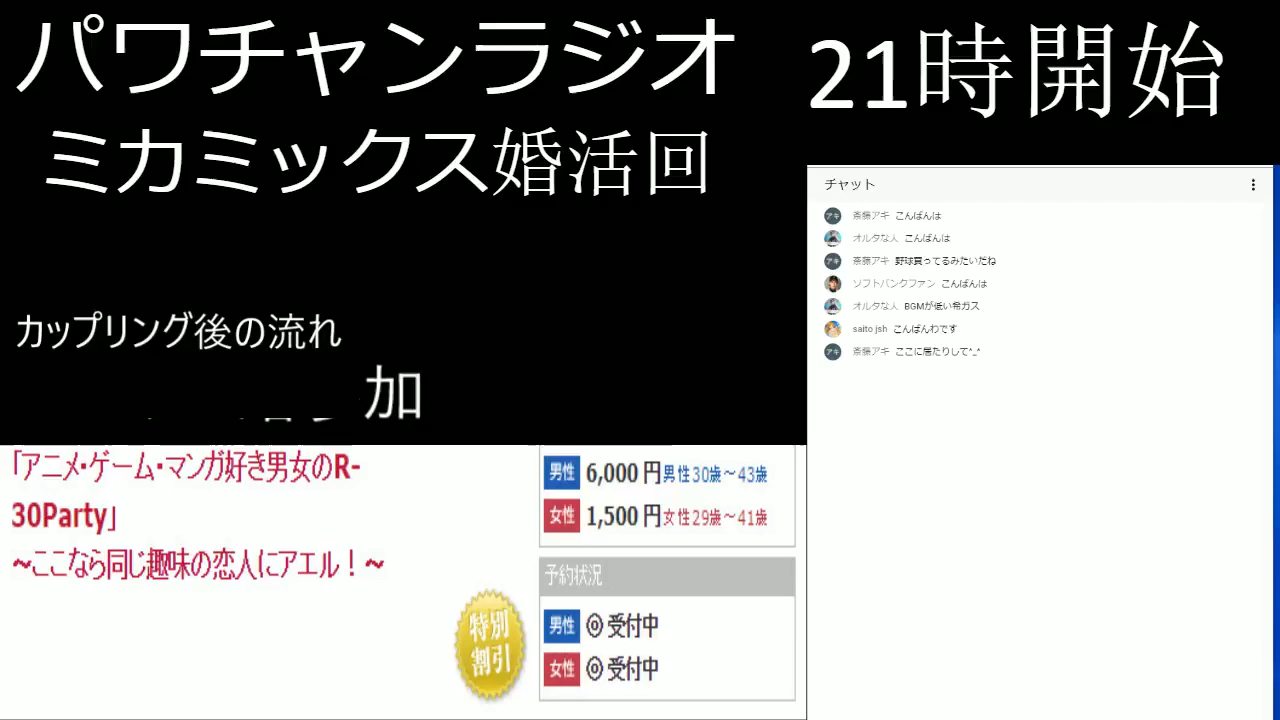 パワチャンラジオ
ミカミックス婚活回
21時開始
カップリング後の流れ
加
「アニメ・ゲーム・マンガ好き男女のR-
30Party」
～ここなら同じ趣味の恋人にアエル！～
特別
割引
男性 6,000円 男性30歳～43歳
女性 1,500円 女性29歳～41歳
予約状況
男性 ◎受付中
女性 ◎受付中
チャット
アキ 斎藤アキ こんばんは
オルタな人 こんばんは
アキ 斎藤アキ 野球買ってるみたいだね
ソフトバンクファン こんばんは
オルタな人 BGMが低い希ガス
saito jsh こんばんわです
アキ 斎藤アキ ここに居たりして^_^